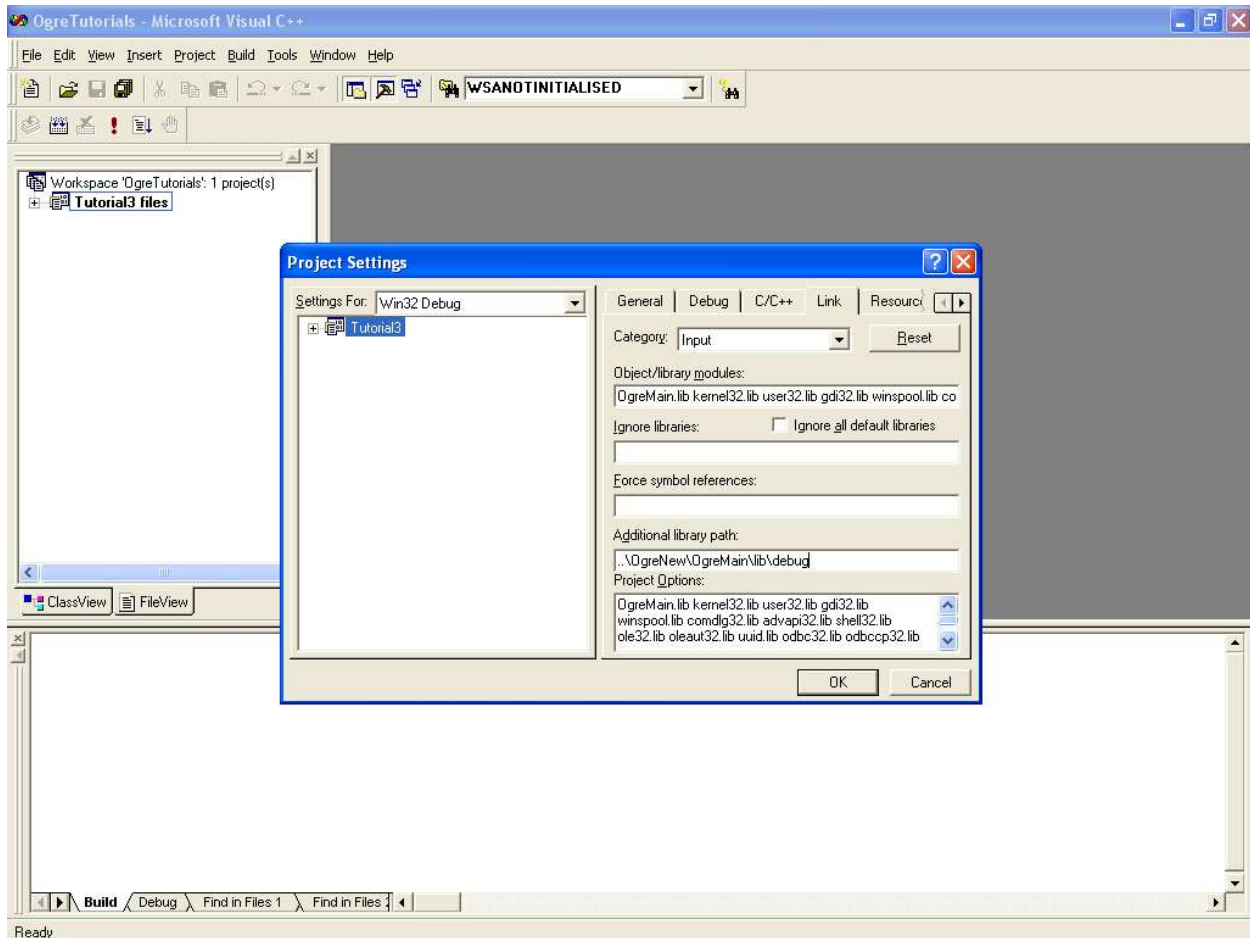 OgreTutorials - Microsoft Visual C++
File Edit View Insert Project Build Tools Window Help
WSANOTINITIALISED
Workspace 'OgreTutorials': 1 project(s)
Tutorial3 files
ClassView FileView
Project Settings
Settings For: Win32 Debug
Tutorial3
General Debug C/C++ Link Resourc
Category: Input Reset
Object/library modules:
OgreMain.lib kernel32.lib user32.lib gdi32.lib winspool.lib co
Ignore libraries: Ignore all default libraries
Force symbol references:
Additional library path:
..\OgreNew\OgreMain\lib\debug
Project Options:
OgreMain.lib kernel32.lib user32.lib gdi32.lib
winspool.lib comdlg32.lib advapi32.lib shell32.lib
ole32.lib oleaut32.lib uuid.lib odbc32.lib odbccp32.lib
OK Cancel
Build Debug Find in Files 1 Find in Files 2
Ready